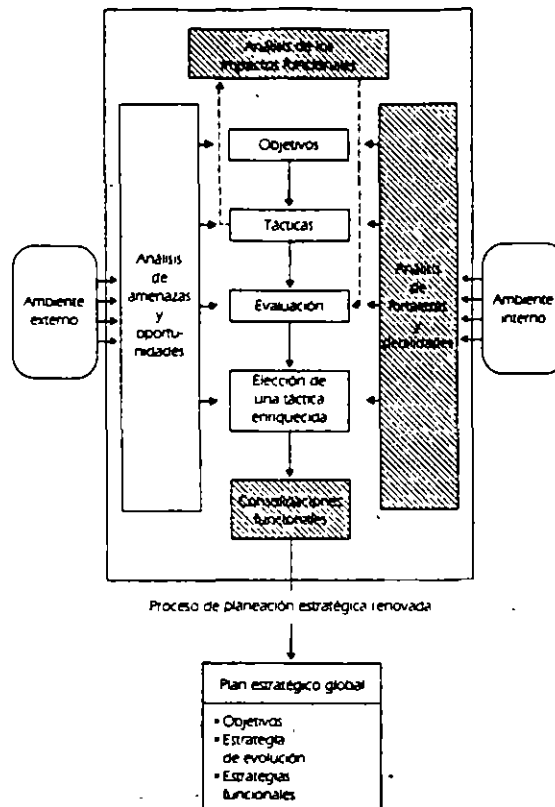 Análisis de los
impactos funcionales
Objetivos
Tácticas
Evaluación
Elección de
una táctica
enriquecida
Consolidaciones
funcionales
Análisis
de
amenazas
y
oportu-
nidades
Análisis
de
fortalezas
y
debilidades
Ambiente
externo
Ambiente
interno
Proceso de planeación estratégica renovada
Plan estratégico global
• Objetivos
• Estrategia
de evolución
• Estrategias
funcionales